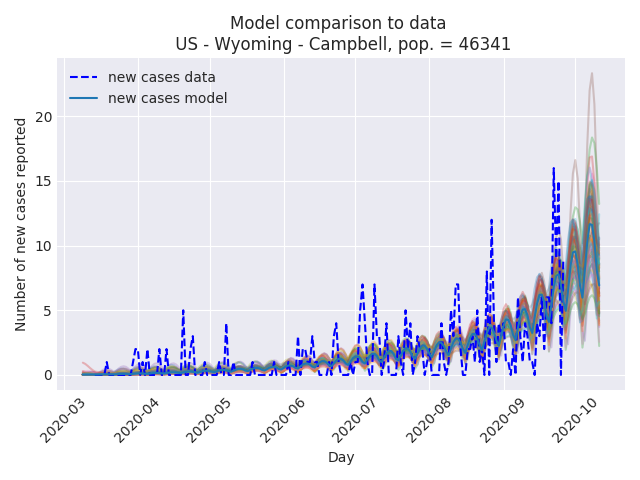 Model comparison to data
US - Wyoming - Campbell, pop. = 46341
new cases data
new cases model
Number of new cases reported
20
15
10
5
0
2020-03
2020-04
2020-05
2020-06
2020-07
2020-08
2020-09
2020-10
Day